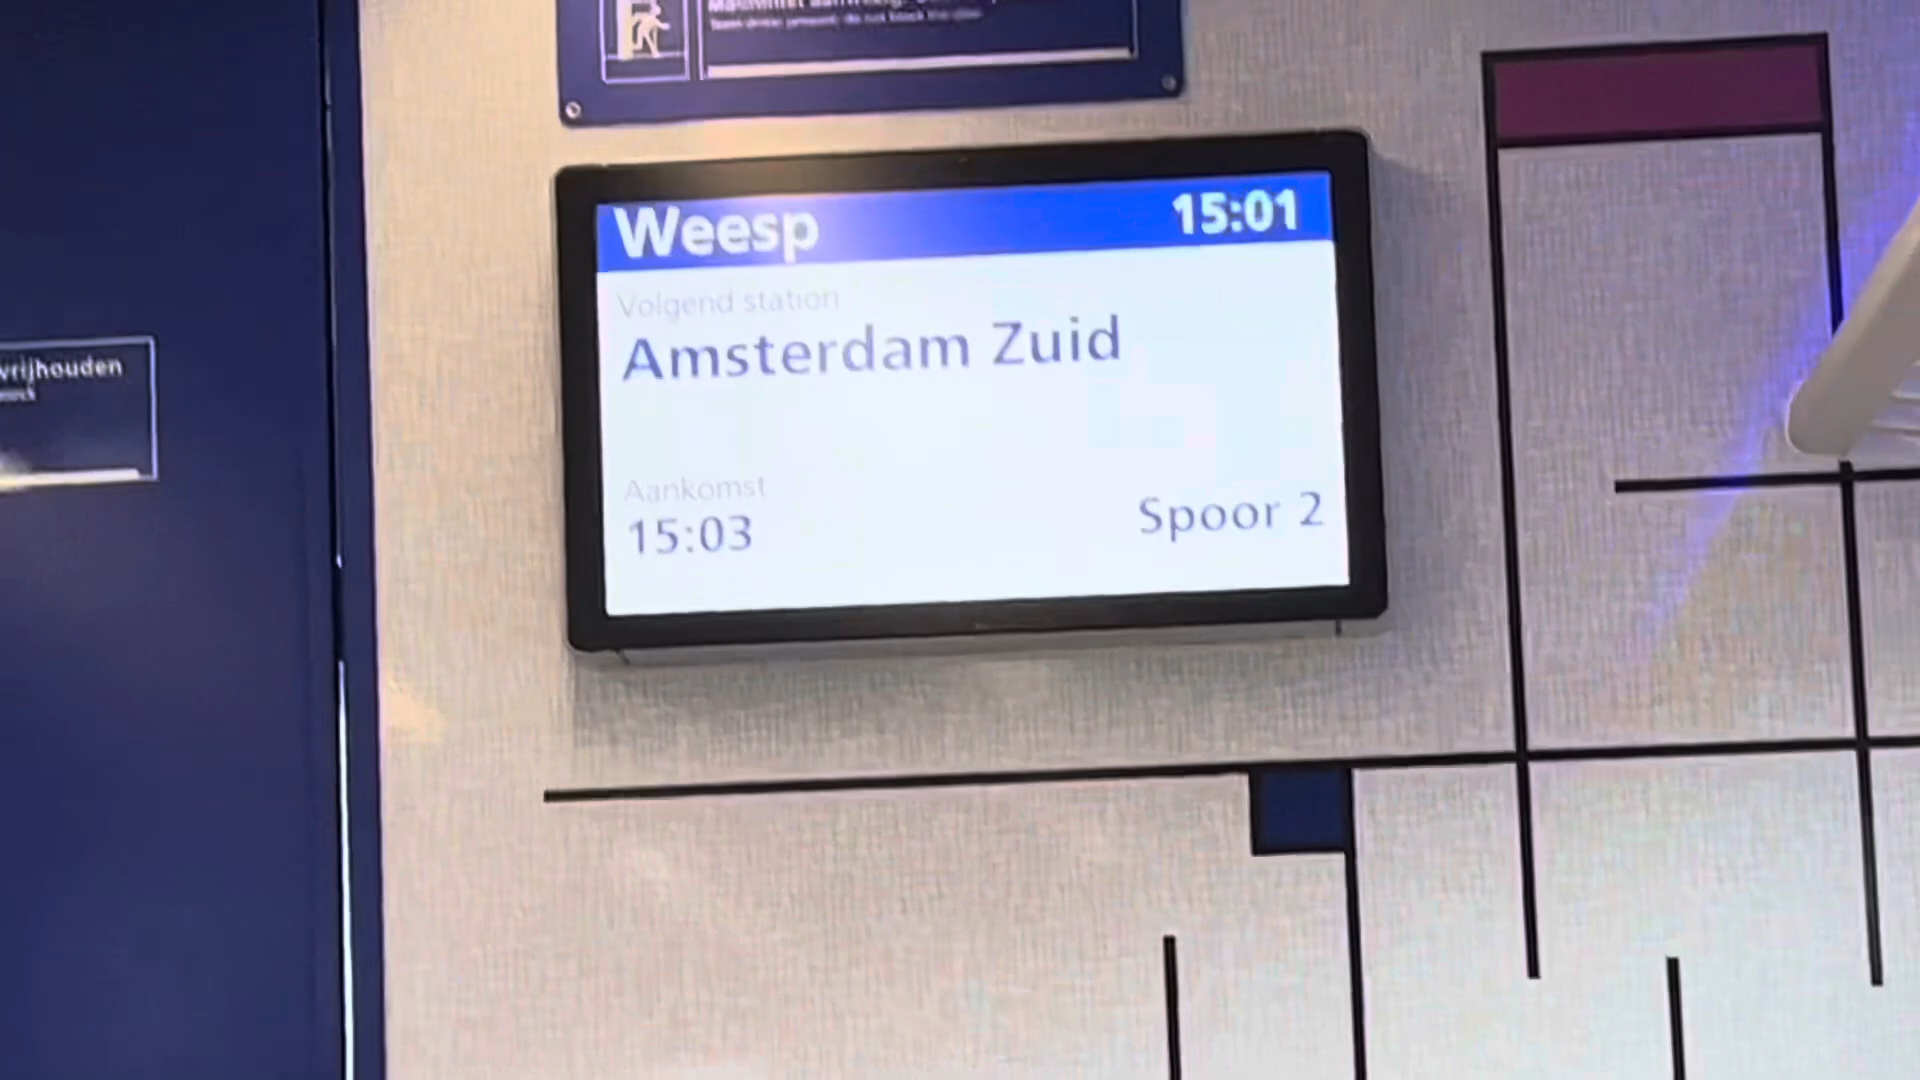 Weesp 15:01
Volgend station
Amsterdam Zuid
Aankomst
15:03 Spoor 2
vrijhouden